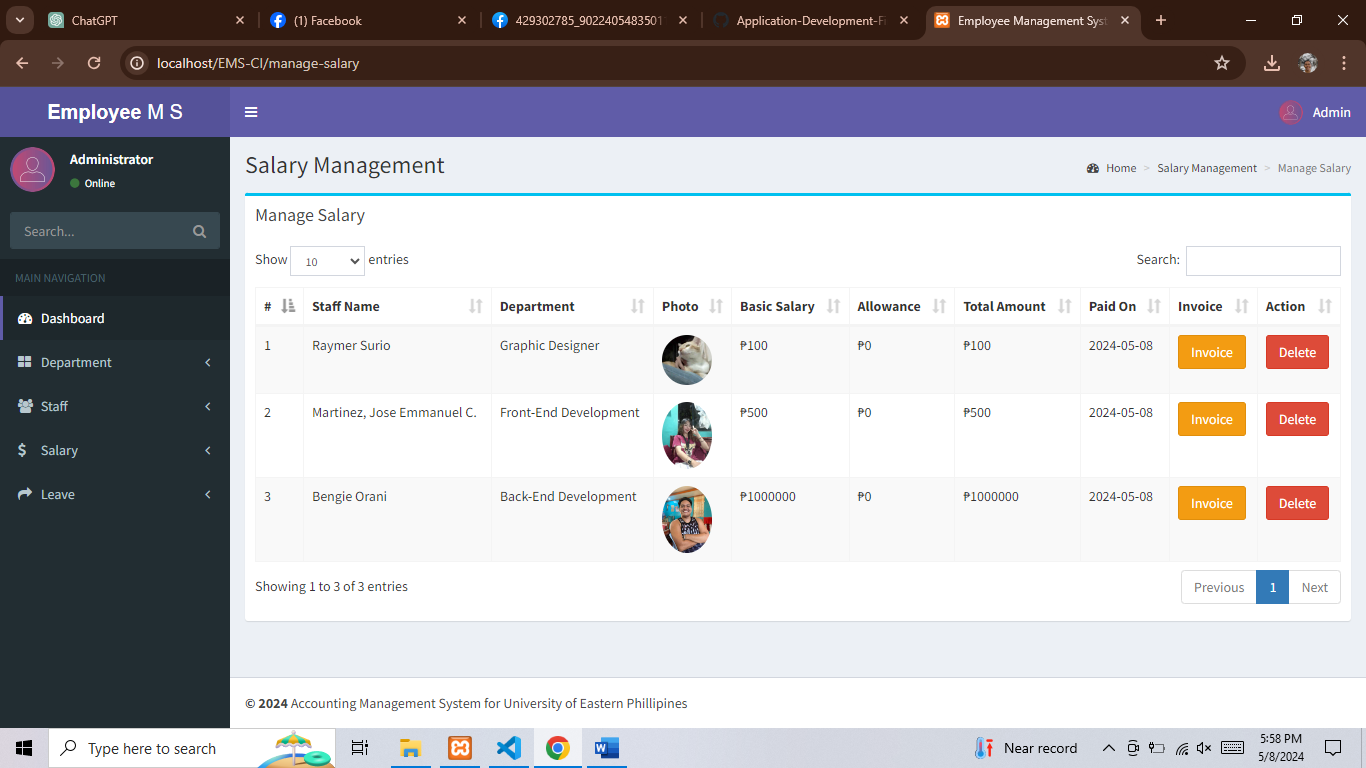 ChatGPT
(1) Facebook
429302785_9022405483501
Application-Development-Fi
Employee Management Syst
localhost/EMS-CI/manage-salary
Employee M S
Admin
Administrator
Online
Salary Management
Home > Salary Management > Manage Salary
Search...
MAIN NAVIGATION
Dashboard
Department
Staff
$ Salary
Leave
Manage Salary
Show 10 entries
Search:
# Staff Name Department Photo Basic Salary Allowance Total Amount Paid On Invoice Action
1 Raymer Surio Graphic Designer ₱100 ₱0 ₱100 2024-05-08 Invoice Delete
2 Martinez, Jose Emmanuel C. Front-End Development ₱500 ₱0 ₱500 2024-05-08 Invoice Delete
3 Bengie Orani Back-End Development ₱1000000 ₱0 ₱1000000 2024-05-08 Invoice Delete
Showing 1 to 3 of 3 entries
Previous 1 Next
© 2024 Accounting Management System for University of Eastern Phillipines
Type here to search
Near record
5:58 PM
5/8/2024